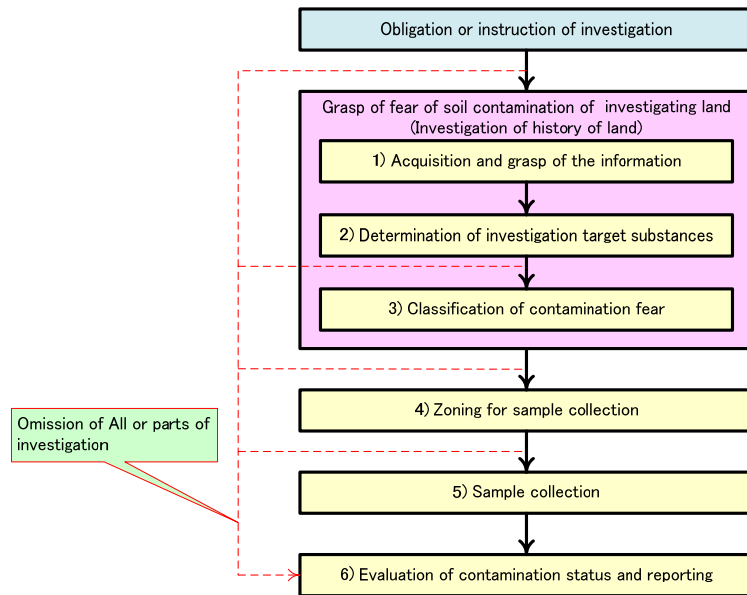 Obligation or instruction of investigation
Grasp of fear of soil contamination of investigating land
(Investigation of history of land)
1) Acquisition and grasp of the information
2) Determination of investigation target substances
3) Classification of contamination fear
4) Zoning for sample collection
Omission of All or parts of
investigation
5) Sample collection
6) Evaluation of contamination status and reporting